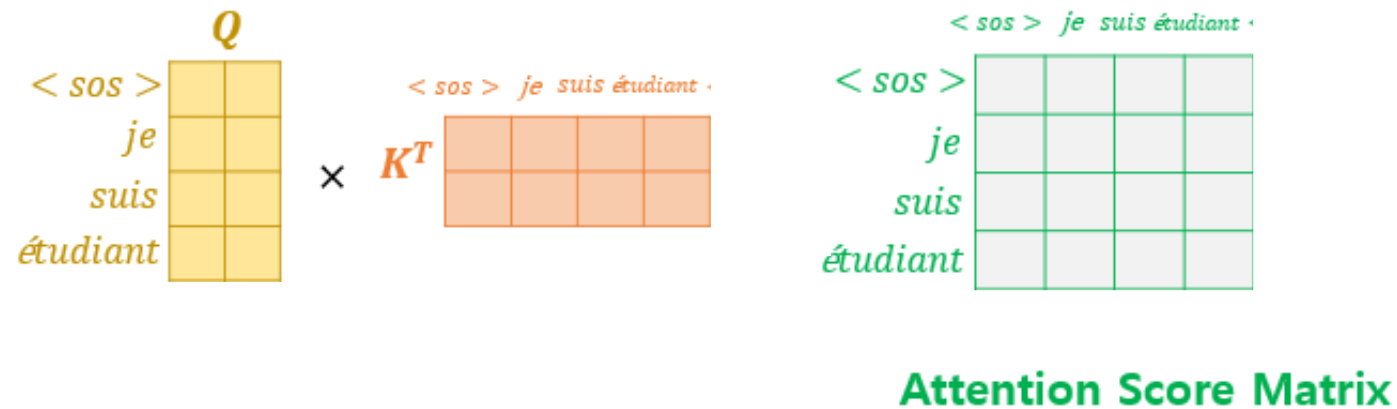 Q
< sos >
je
suis
étudiant
×
K^T
< sos > je suis étudiant
< sos > je suis étudiant
< sos >
je
suis
étudiant
Attention Score Matrix